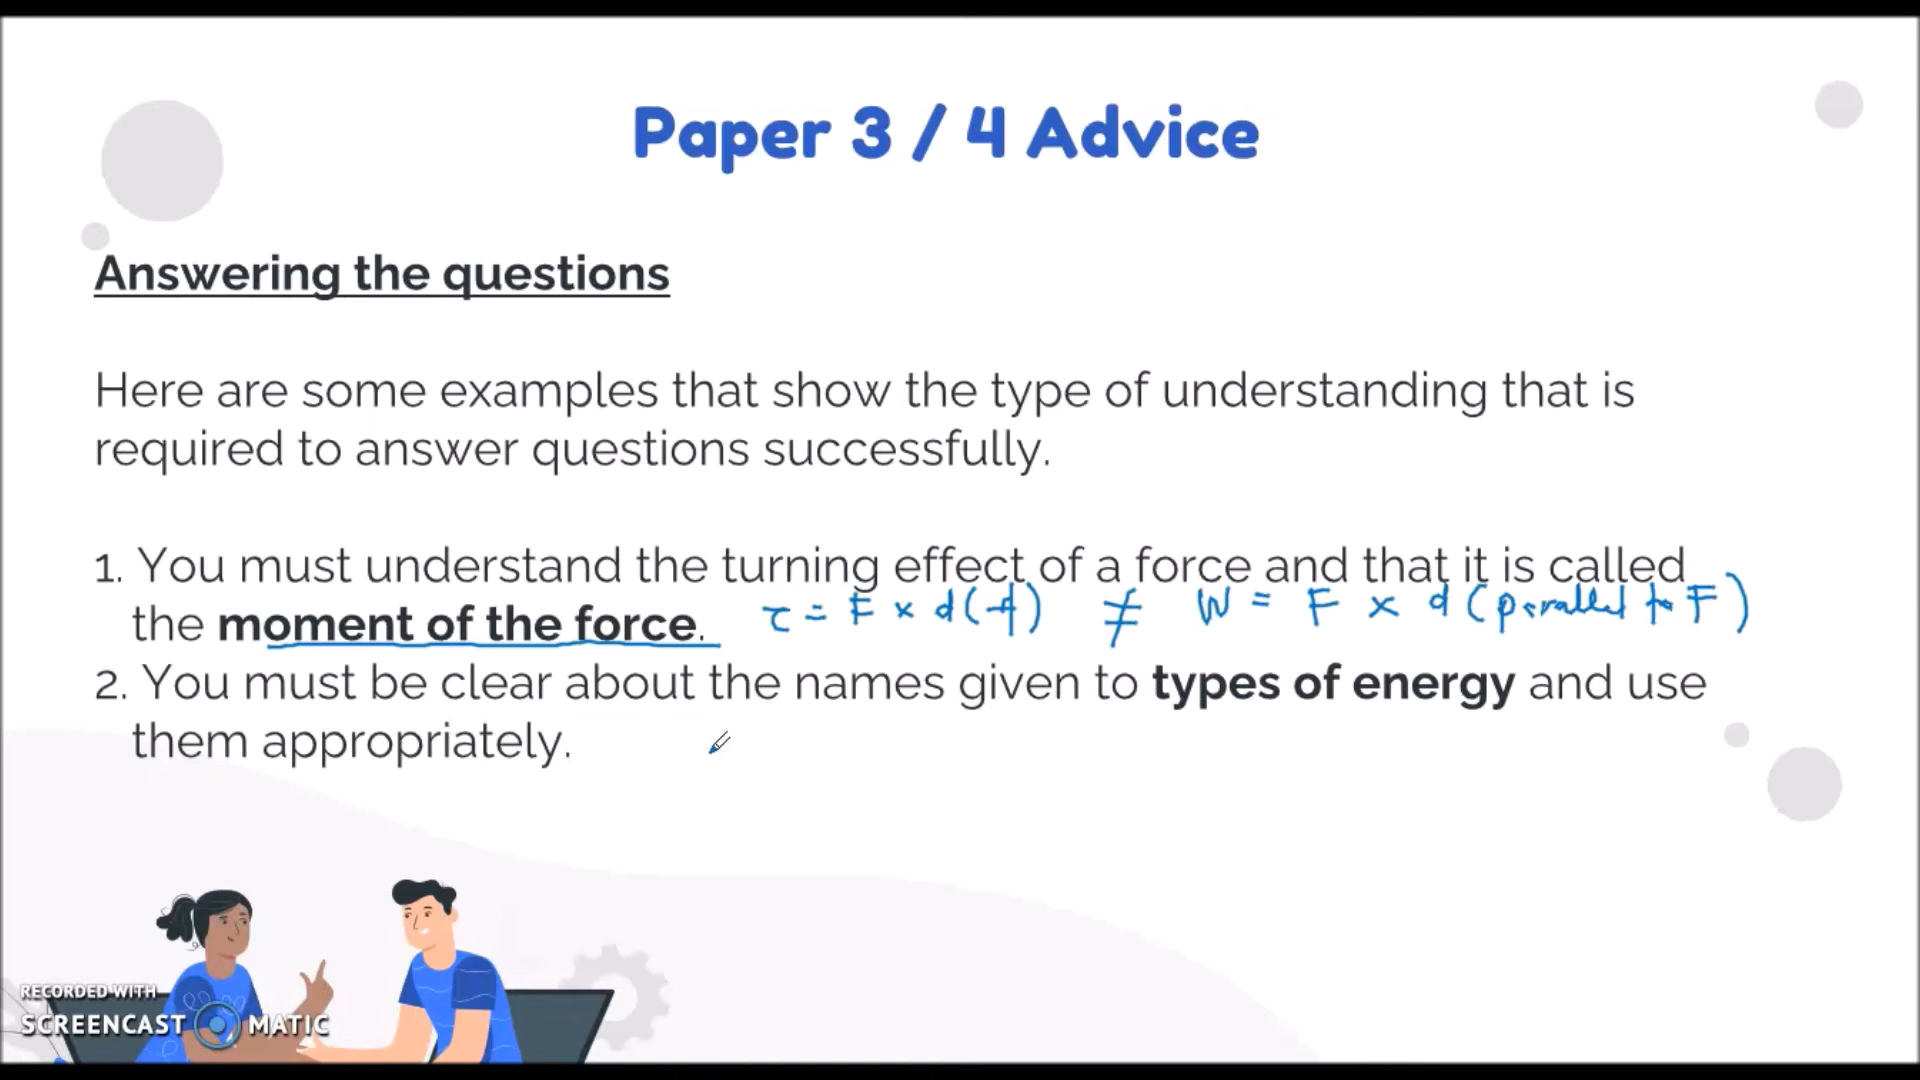 Paper 3 / 4 Advice
Answering the questions
Here are some examples that show the type of understanding that is
required to answer questions successfully.
1. You must understand the turning effect of a force and that it is called
the moment of the force. τ = F × d ( ) ≠ W = F × d (parallel to F)
2. You must be clear about the names given to types of energy and use
them appropriately.
RECORDED WITH
SCREENCAST MATIC